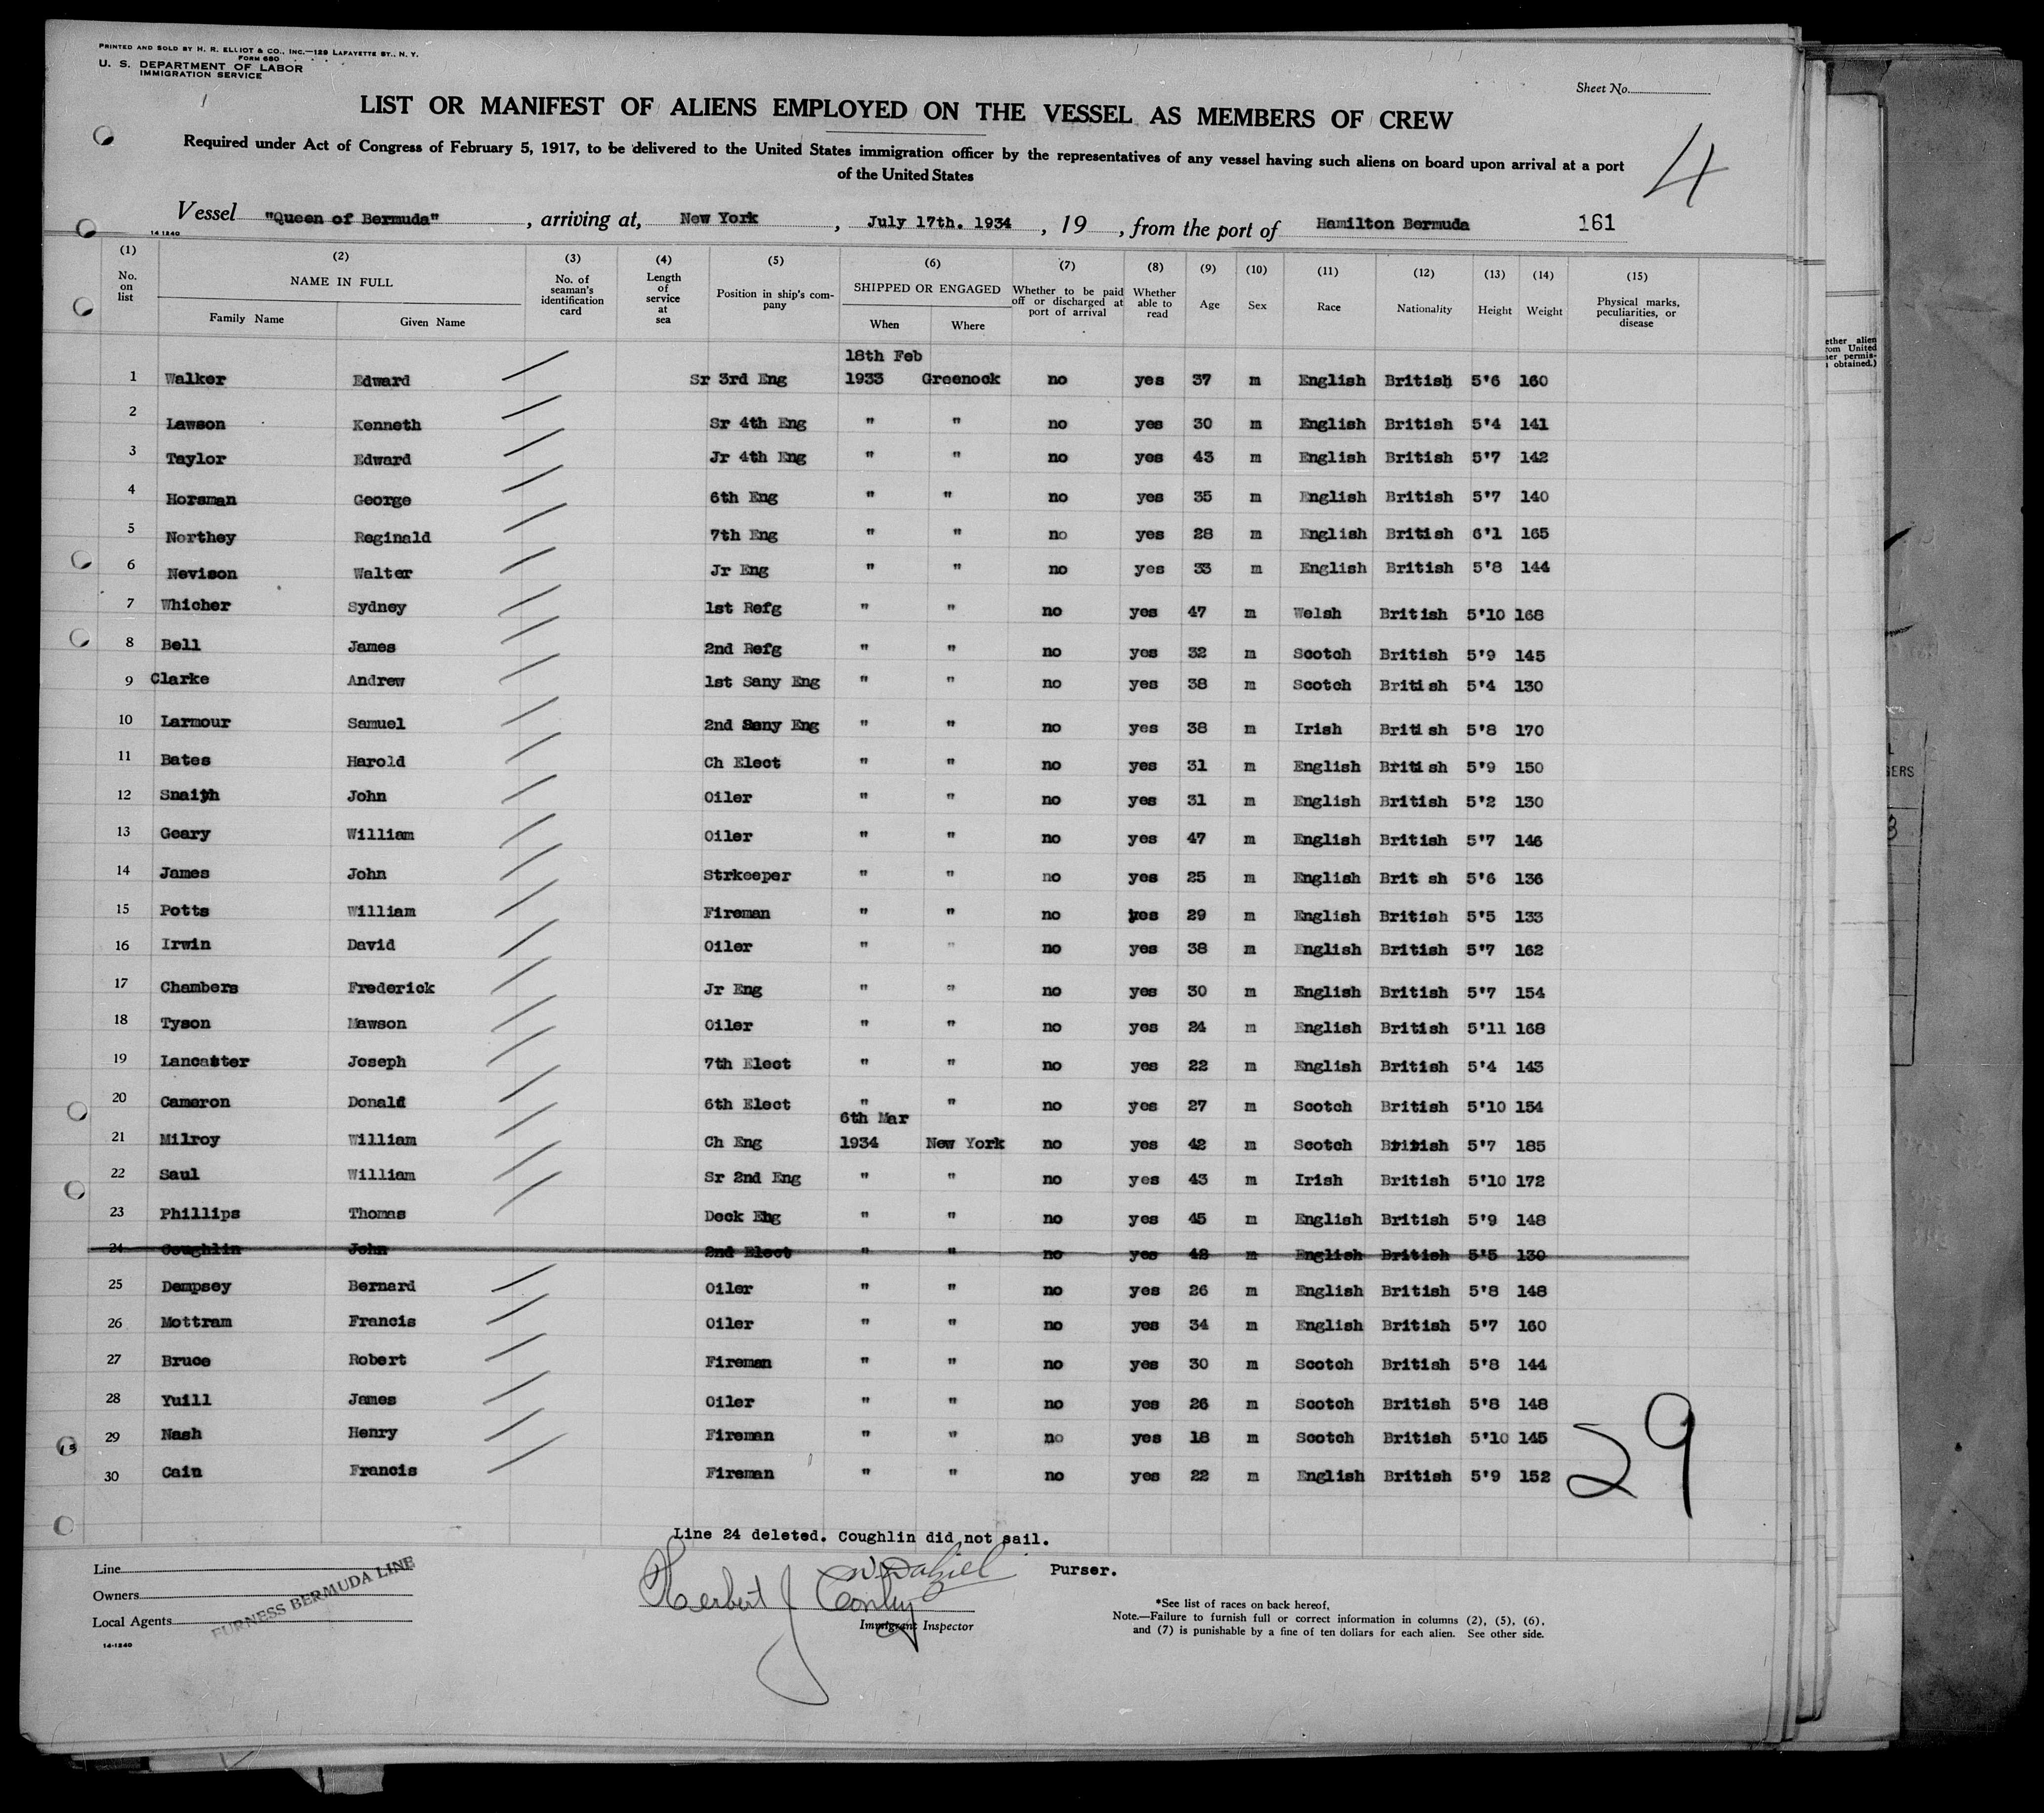 PRINTED AND SOLD BY H. R. ELLIOT & CO., INC.—129 LAFAYETTE ST., N. Y.
FORM 680
U. S. DEPARTMENT OF LABOR
IMMIGRATION SERVICE
Sheet No.
LIST OR MANIFEST OF ALIENS EMPLOYED ON THE VESSEL AS MEMBERS OF CREW
4
Required under Act of Congress of February 5, 1917, to be delivered to the United States immigration officer by the representatives of any vessel having such aliens on board upon arrival at a port
of the United States
Vessel "Queen of Bermuda", arriving at, New York, July 17th. 1934, 19, from the port of Hamilton Bermuda 161
14 1240
(1) (2) (3) (4) (5) (6) (7) (8) (9) (10) (11) (12) (13) (14) (15)
No. on list NAME IN FULL Family Name Given Name No. of seaman's identification card Length of service at sea Position in ship's company SHIPPED OR ENGAGED When Where Whether to be paid off or discharged at port of arrival Whether able to read Age Sex Race Nationality Height Weight Physical marks, peculiarities, or disease
18th Feb
1 Walker Edward Sr 3rd Eng 1933 Greenock no yes 37 m English British 5'6 160
2 Lawson Kenneth Sr 4th Eng " " no yes 30 m English British 5'4 141
3 Taylor Edward Jr 4th Eng " " no yes 43 m English British 5'7 142
4 Horsman George 6th Eng " " no yes 35 m English British 5'7 140
5 Northey Reginald 7th Eng " " no yes 28 m English British 6'1 165
6 Nevison Walter Jr Eng " " no yes 33 m English British 5'8 144
7 Whicher Sydney 1st Refg " " no yes 47 m Welsh British 5'10 168
8 Bell James 2nd Refg " " no yes 32 m Scotch British 5'9 145
9 Clarke Andrew 1st Sany Eng " " no yes 38 m Scotch British 5'4 130
10 Larmour Samuel 2nd Sany Eng " " no yes 38 m Irish British 5'8 170
11 Bates Harold Ch Elect " " no yes 31 m English British 5'9 150
12 Snaith John Oiler " " no yes 31 m English British 5'2 130
13 Geary William Oiler " " no yes 47 m English British 5'7 146
14 James John Strkeeper " " no yes 25 m English Brit sh 5'6 136
15 Potts William Fireman " " no yes 29 m English British 5'5 133
16 Irwin David Oiler " " no yes 38 m English British 5'7 162
17 Chambers Frederick Jr Eng " " no yes 30 m English British 5'7 154
18 Tyson Mawson Oiler " " no yes 24 m English British 5'11 168
19 Lancaster Joseph 7th Elect " " no yes 22 m English British 5'4 143
20 Cameron Donald 6th Elect " " no yes 27 m Scotch British 5'10 154
6th Mar
21 Milroy William Ch Eng 1934 New York no yes 42 m Scotch British 5'7 185
22 Saul William Sr 2nd Eng " " no yes 43 m Irish British 5'10 172
23 Phillips Thomas Deck Eng " " no yes 45 m English British 5'9 148
24 Coughlin John 2nd Elect " " no yes 48 m English British 5'5 130
25 Dempsey Bernard Oiler " " no yes 26 m English British 5'8 148
26 Mottram Francis Oiler " " no yes 34 m English British 5'7 160
27 Bruce Robert Fireman " " no yes 30 m Scotch British 5'8 144
28 Yuill James Oiler " " no yes 26 m Scotch British 5'8 148
29 Nash Henry Fireman " " no yes 18 m Scotch British 5'10 145
30 Cain Francis Fireman " " no yes 22 m English British 5'9 152
29
Line 24 deleted. Coughlin did not sail.
Purser.
Line
Owners
Local Agents
FURNESS BERMUDA LINE
14-1240
Herbert J
Immigrant Inspector
*See list of races on back hereof.
Note.—Failure to furnish full or correct information in columns (2), (5), (6),
and (7) is punishable by a fine of ten dollars for each alien. See other side.